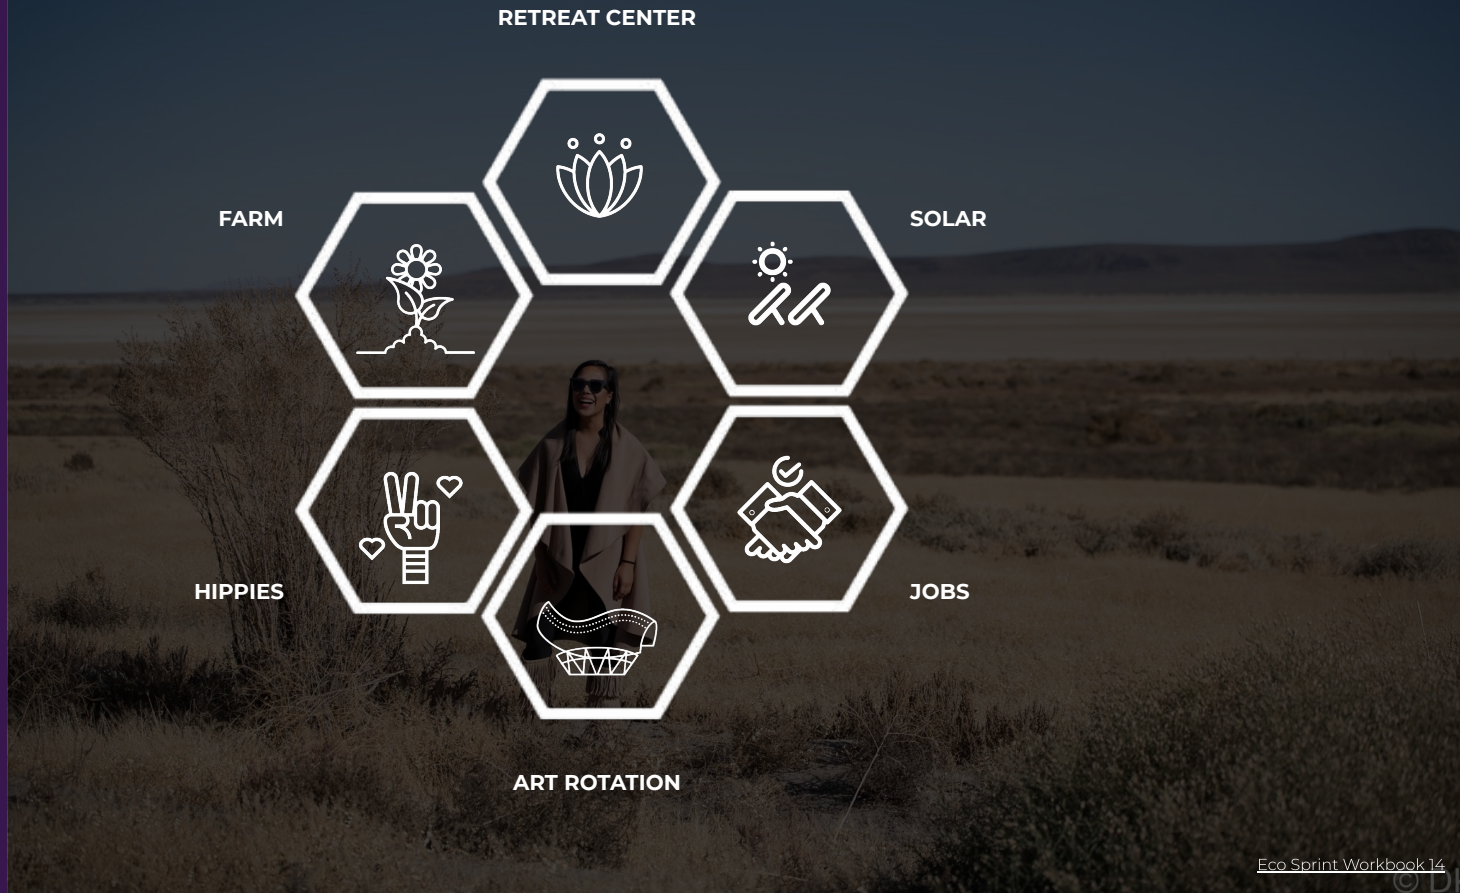 RETREAT CENTER
FARM
SOLAR
HIPPIES
JOBS
ART ROTATION
Eco Sprint Workbook 14